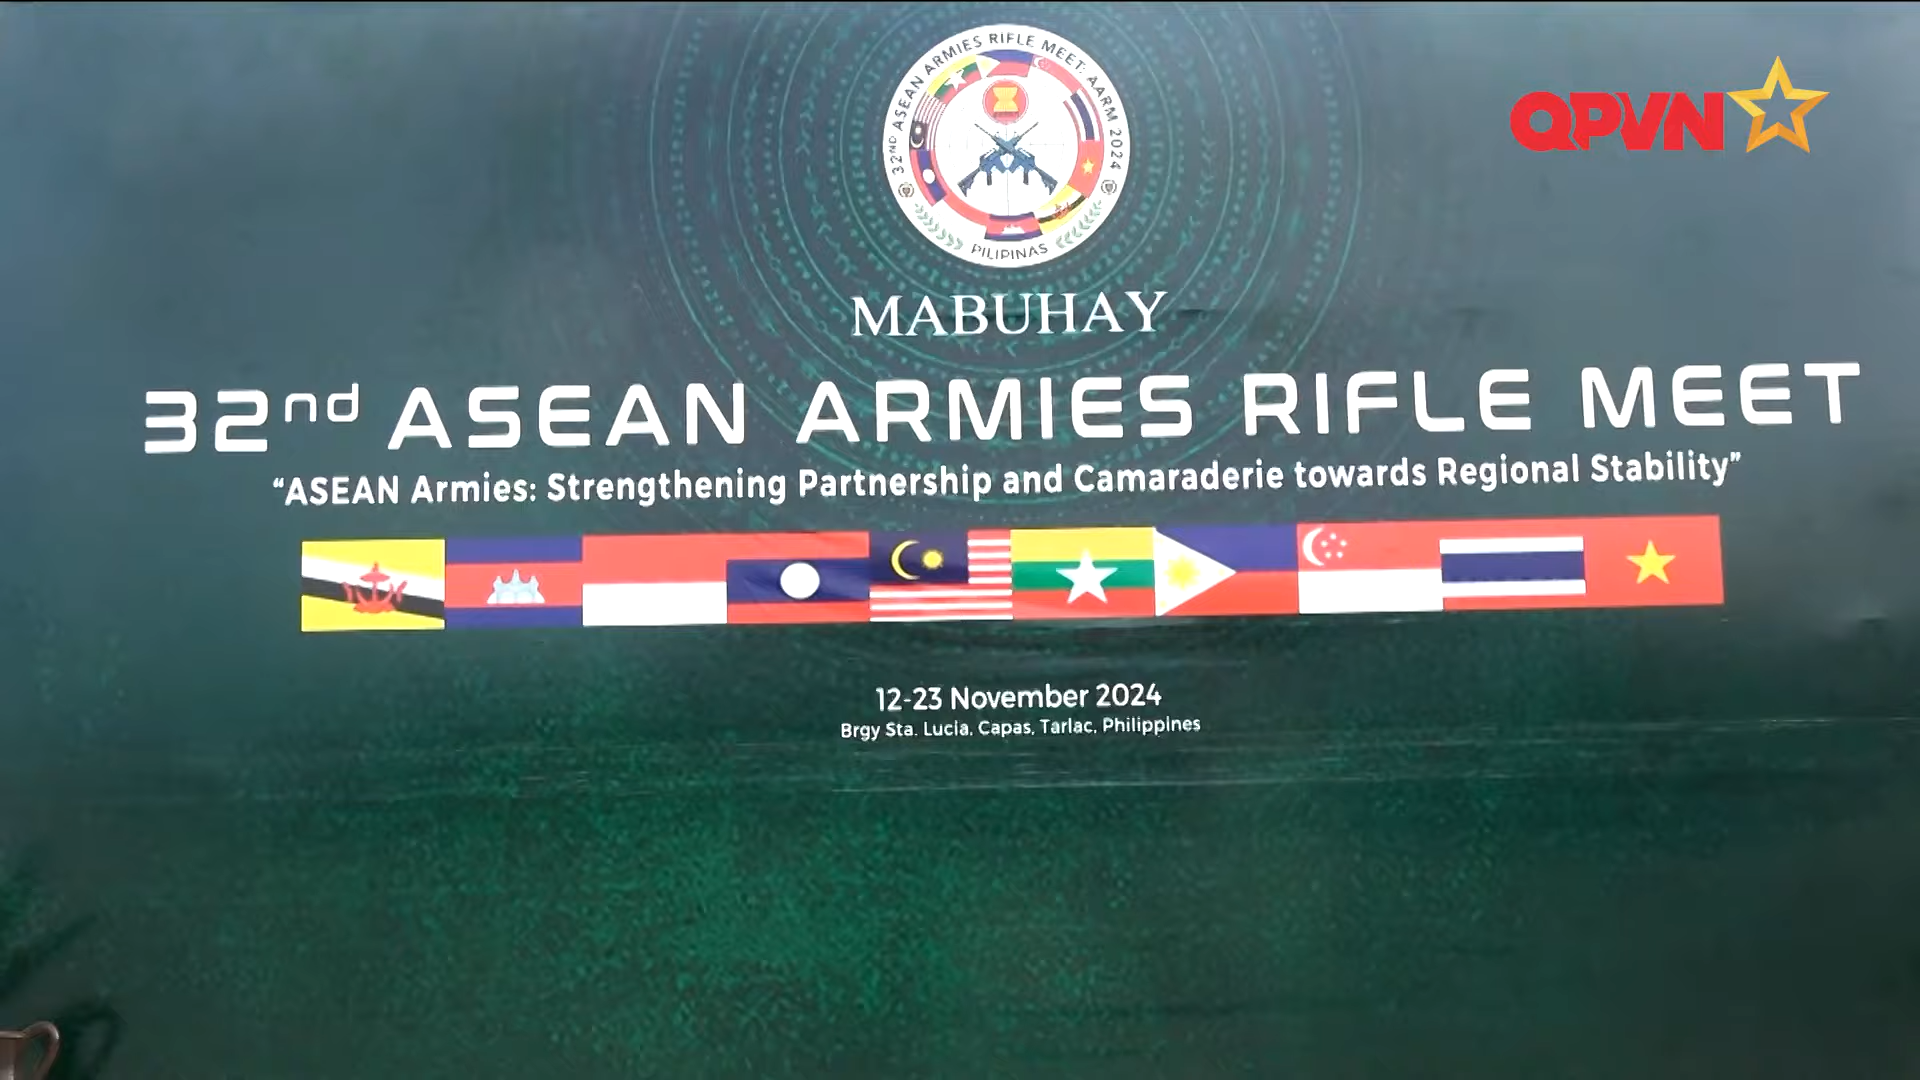 32ND ASEAN ARMIES RIFLE MEET: AARM 2024
PILIPINAS
QPVN
MABUHAY
32nd ASEAN ARMIES RIFLE MEET
“ASEAN Armies: Strengthening Partnership and Camaraderie towards Regional Stability”
12-23 November 2024
Brgy Sta. Lucia, Capas, Tarlac, Philippines